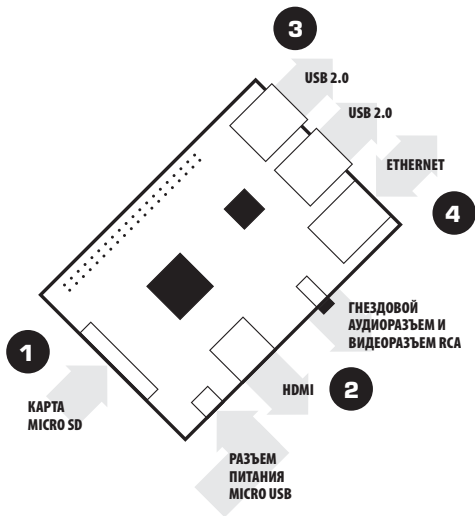 3
USB 2.0
USB 2.0
ETHERNET
4
ГНЕЗДОВОЙ
АУДИОРАЗЪЕМ И
ВИДЕОРАЗЪЕМ RCA
1
КАРТА
MICRO SD
HDMI
2
РАЗЪЕМ
ПИТАНИЯ
MICRO USB